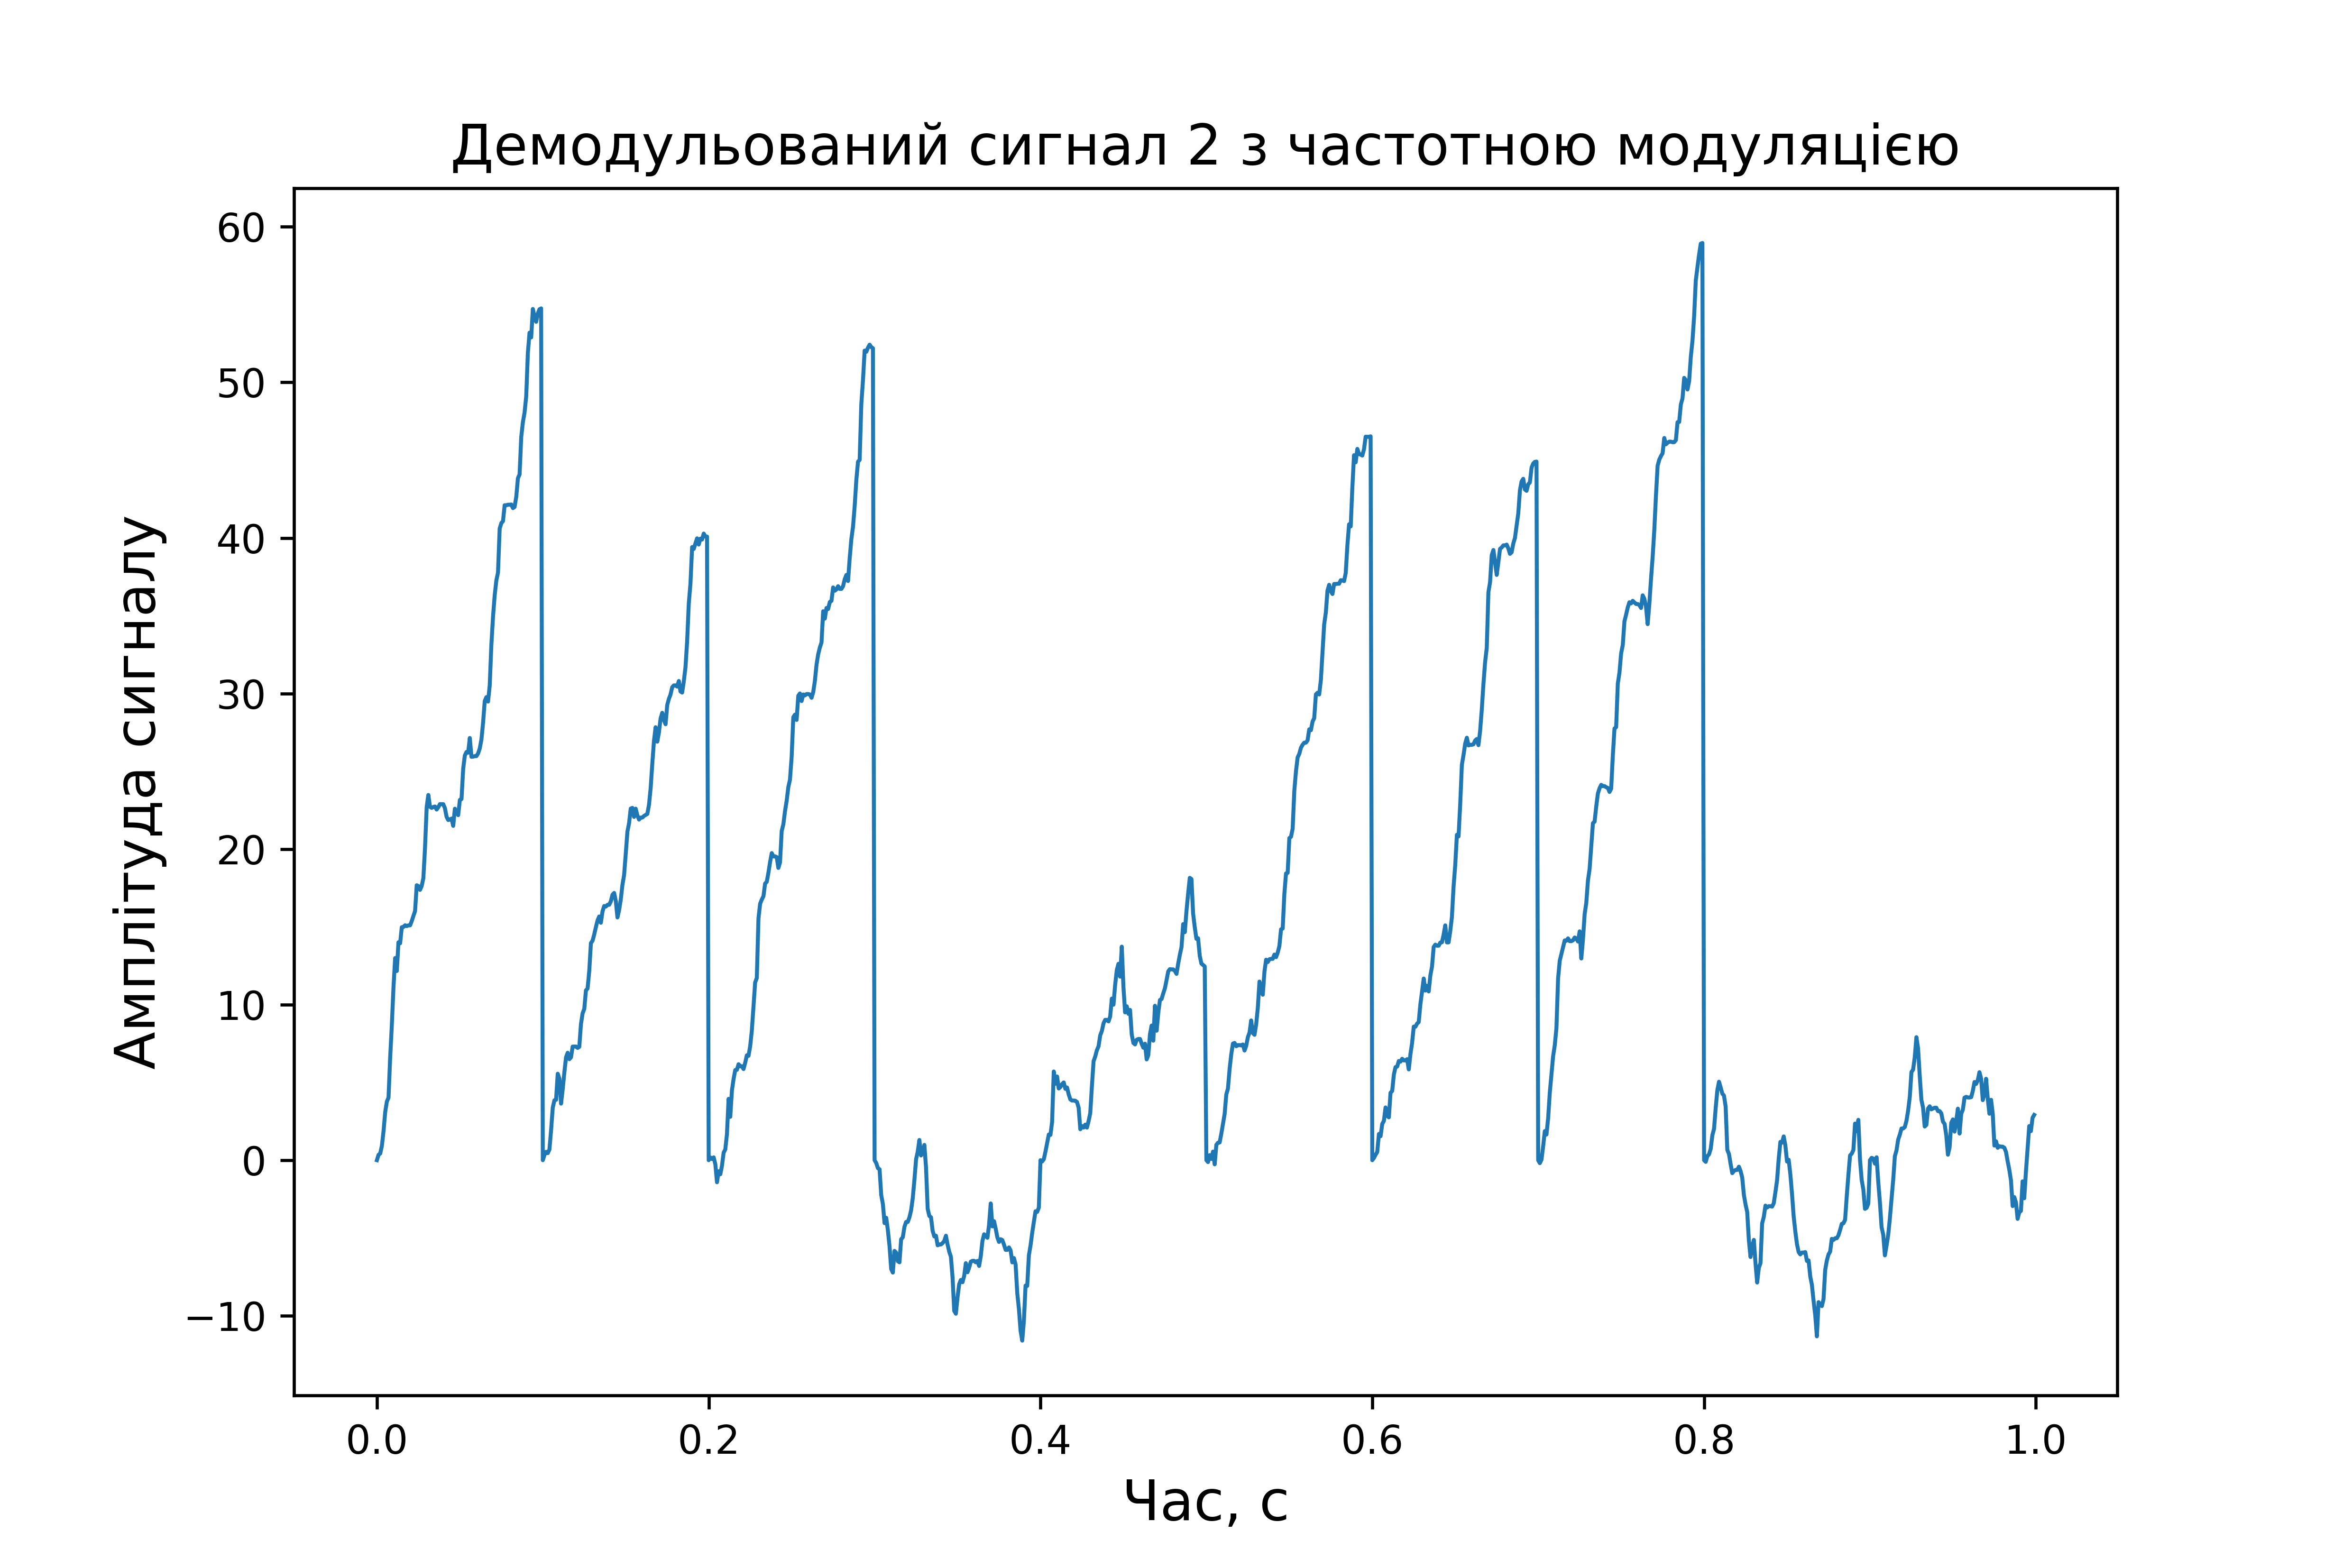 Демодульований сигнал 2 з частотною модуляцією
60
50
40
30
20
10
0
−10
Амплітуда сигналу
0.0 0.2 0.4 0.6 0.8 1.0
Час, с